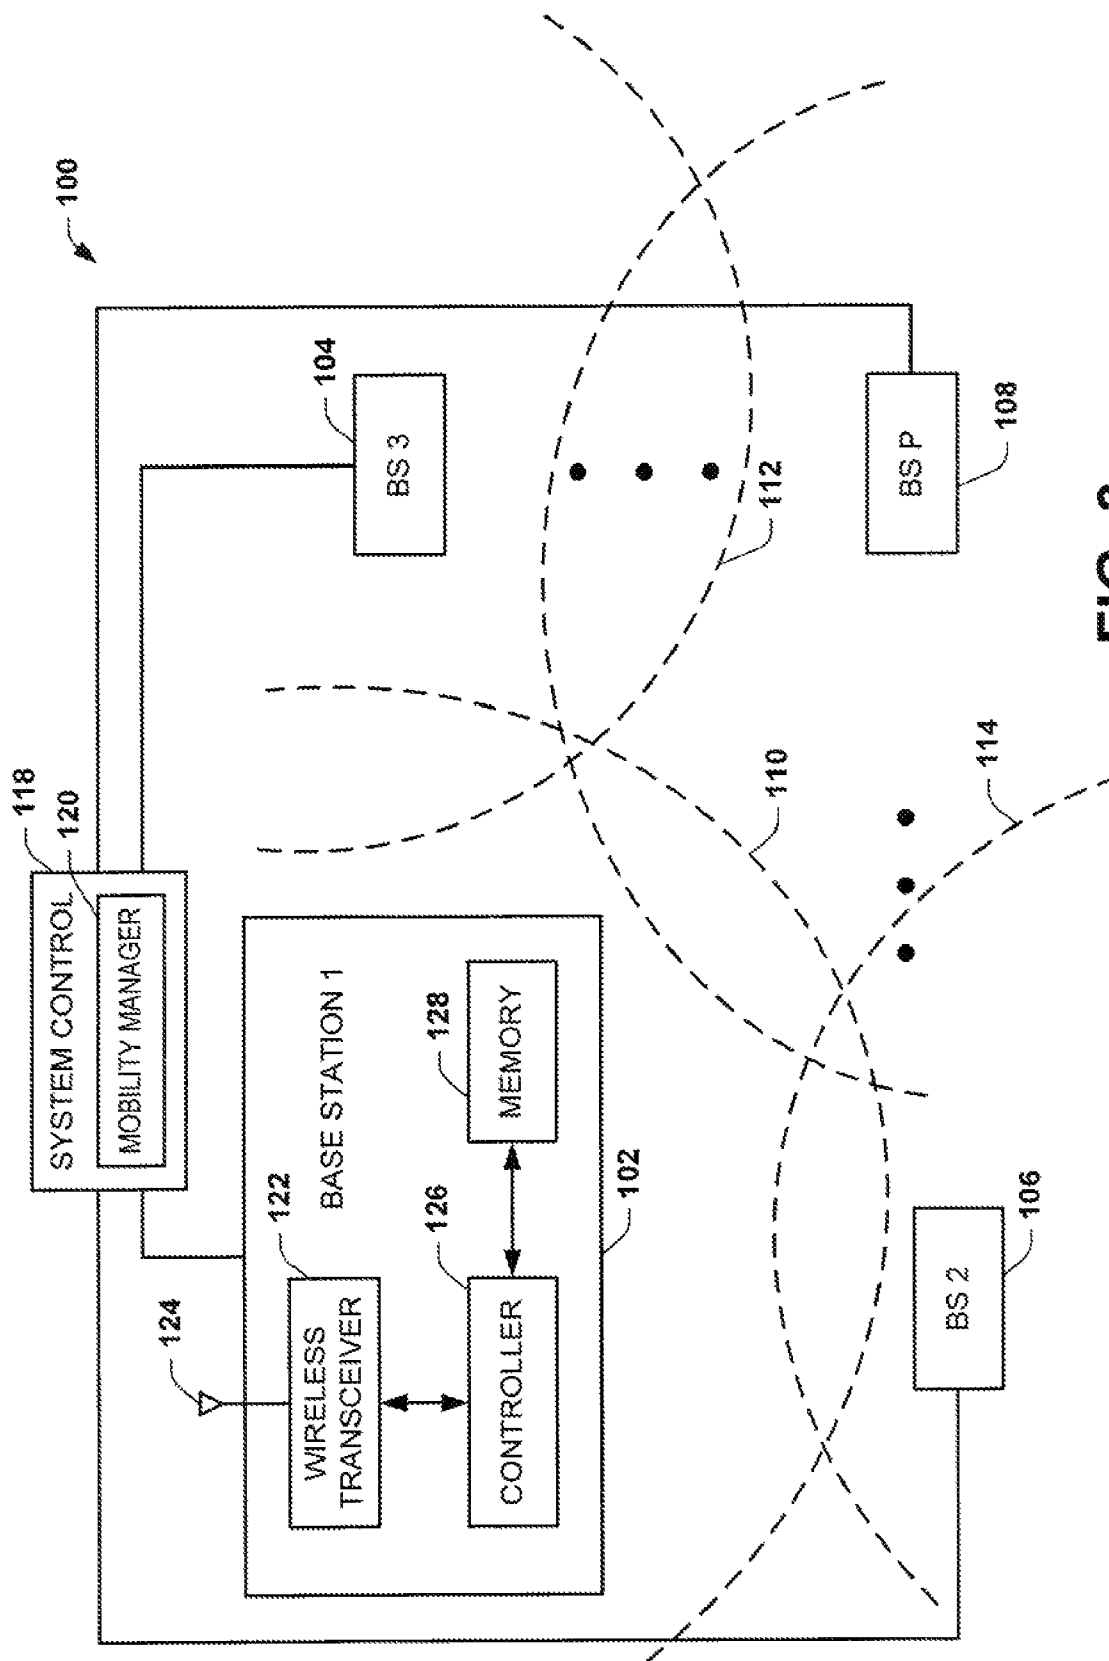 100
SYSTEM CONTROL
118
MOBILITY MANAGER
120
124
122
WIRELESS
TRANSCEIVER
BASE STATION 1
126
CONTROLLER
128
MEMORY
102
104
BS 3
112
110
114
106
BS 2
108
BS P
FIG.